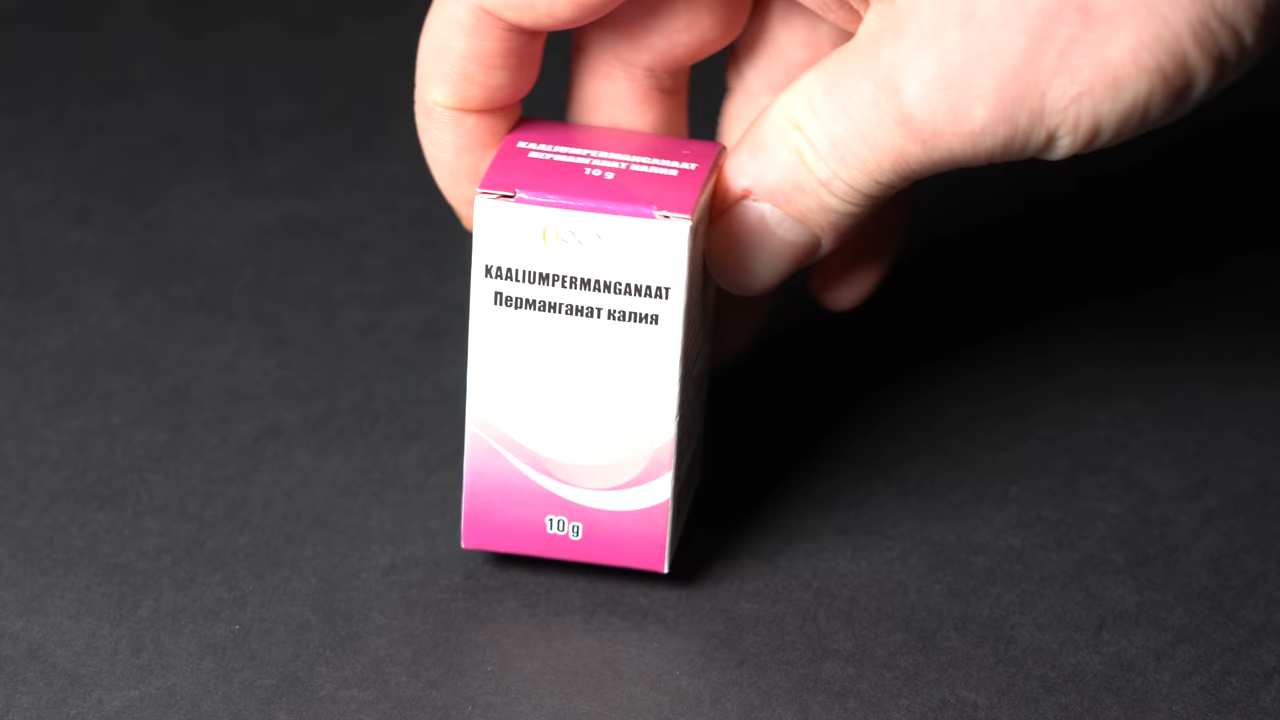 KAALIUMPERMANGANAAT
ПЕРМАНГАНАТ КАЛИЯ
10 g
KAALIUMPERMANGANAAT
Перманганат калия
10 g